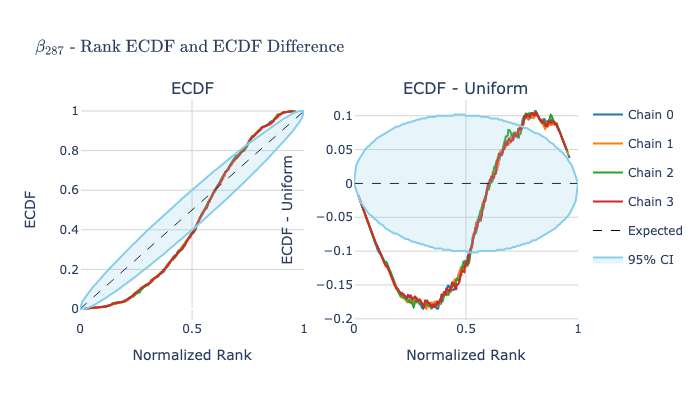 β287 - Rank ECDF and ECDF Difference
ECDF
ECDF - Uniform
1
0.8
0.6
0.4
0.2
0
ECDF
0
0.5
1
Normalized Rank
0.1
0.05
0
−0.05
−0.1
−0.15
−0.2
ECDF - Uniform
0
0.5
1
Normalized Rank
Chain 0
Chain 1
Chain 2
Chain 3
Expected
95% CI